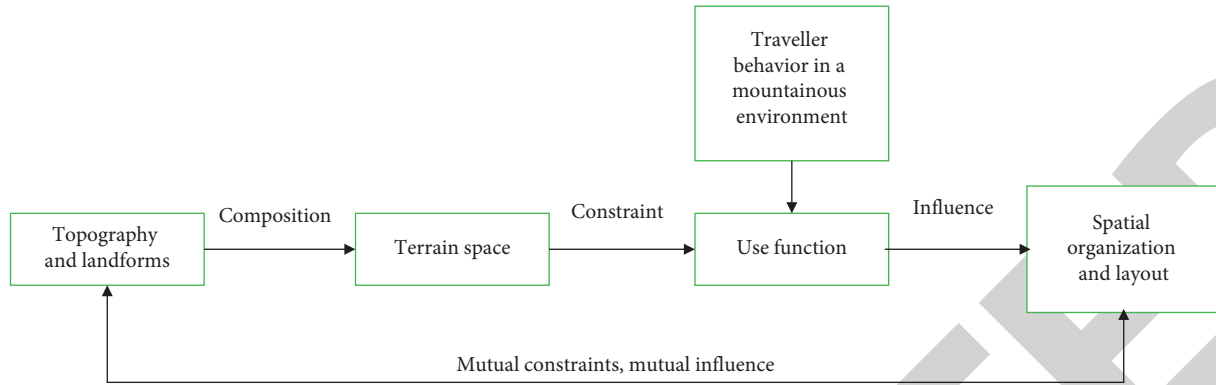 Traveller
behavior in a
mountainous
environment
Composition
Constraint
Influence
Topography
and landforms
Terrain space
Use function
Spatial
organization
and layout
Mutual constraints, mutual influence